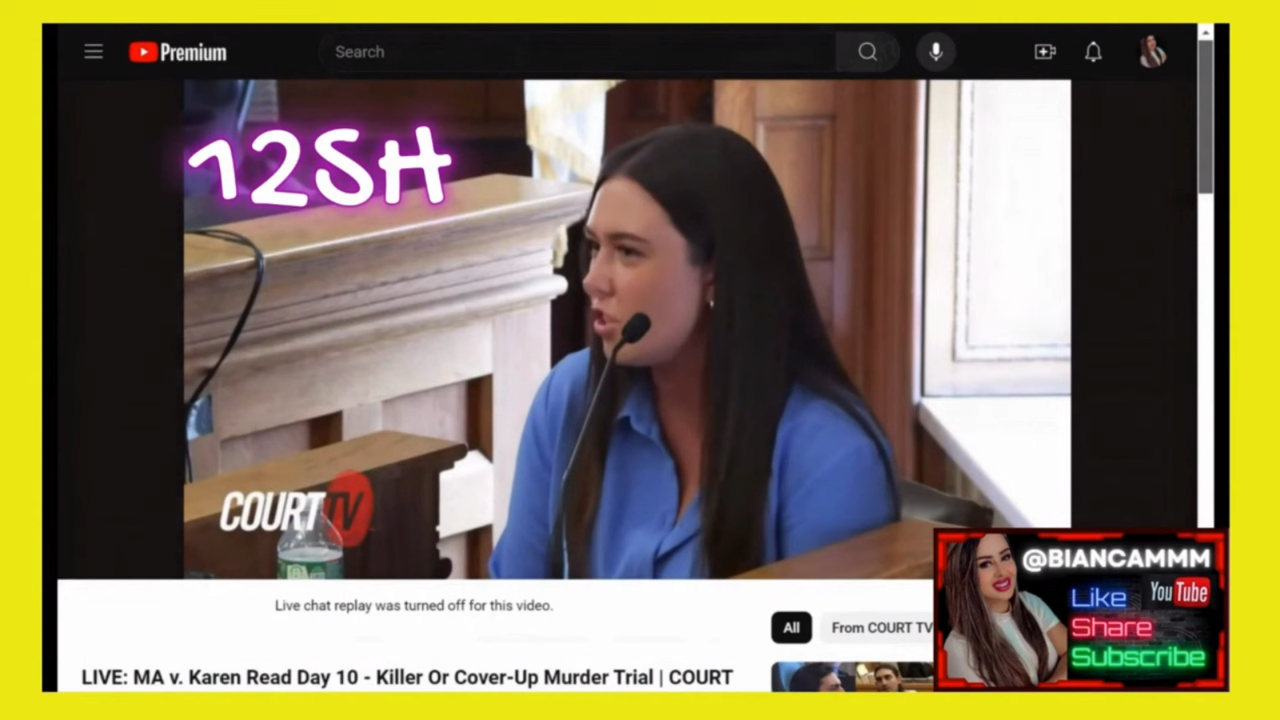 Premium
Search
12SH
COURT TV
Live chat replay was turned off for this video.
All
From COURT TV
LIVE: MA v. Karen Read Day 10 - Killer Or Cover-Up Murder Trial | COURT
@BIANCAMMM
Like
YouTube
Share
Subscribe